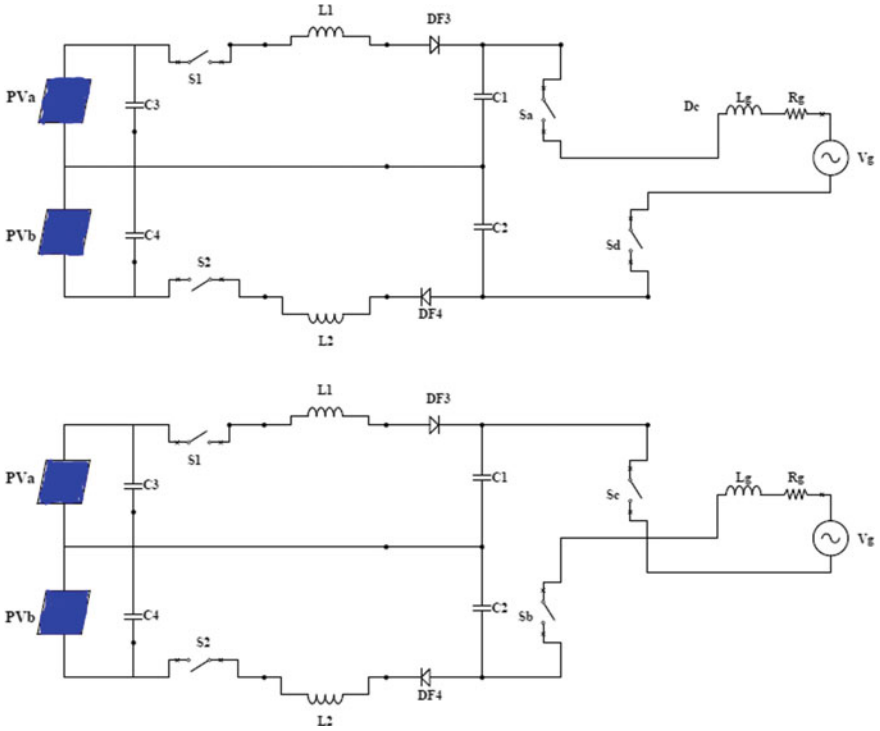 L1
DF3
S1
PVa
C3
C1
Sa
Dc
Lg
Rg
Vg
PVb
C4
C2
Sd
S2
DF4
L2
L1
DF3
S1
PVa
C3
C1
Sc
Lg
Rg
Vg
PVb
C4
C2
Sb
S2
DF4
L2